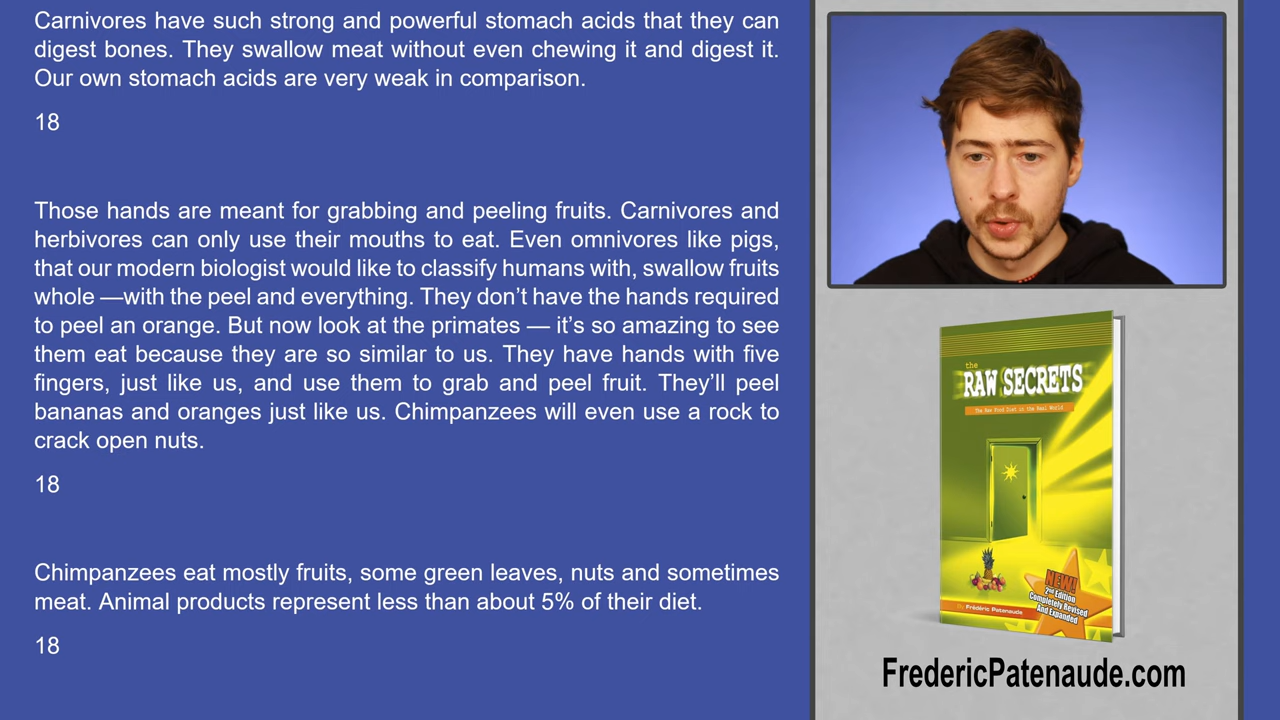 Carnivores have such strong and powerful stomach acids that they can
digest bones. They swallow meat without even chewing it and digest it.
Our own stomach acids are very weak in comparison.
18
Those hands are meant for grabbing and peeling fruits. Carnivores and
herbivores can only use their mouths to eat. Even omnivores like pigs,
that our modern biologist would like to classify humans with, swallow fruits
whole —with the peel and everything. They don’t have the hands required
to peel an orange. But now look at the primates — it’s so amazing to see
them eat because they are so similar to us. They have hands with five
fingers, just like us, and use them to grab and peel fruit. They’ll peel
bananas and oranges just like us. Chimpanzees will even use a rock to
crack open nuts.
18
Chimpanzees eat mostly fruits, some green leaves, nuts and sometimes
meat. Animal products represent less than about 5% of their diet.
18
the
RAW SECRETS
The Raw Food Diet in the Real World
NEW!
2nd Edition
Completely Revised
And Expanded
By Frédéric Patenaude
FredericPatenaude.com